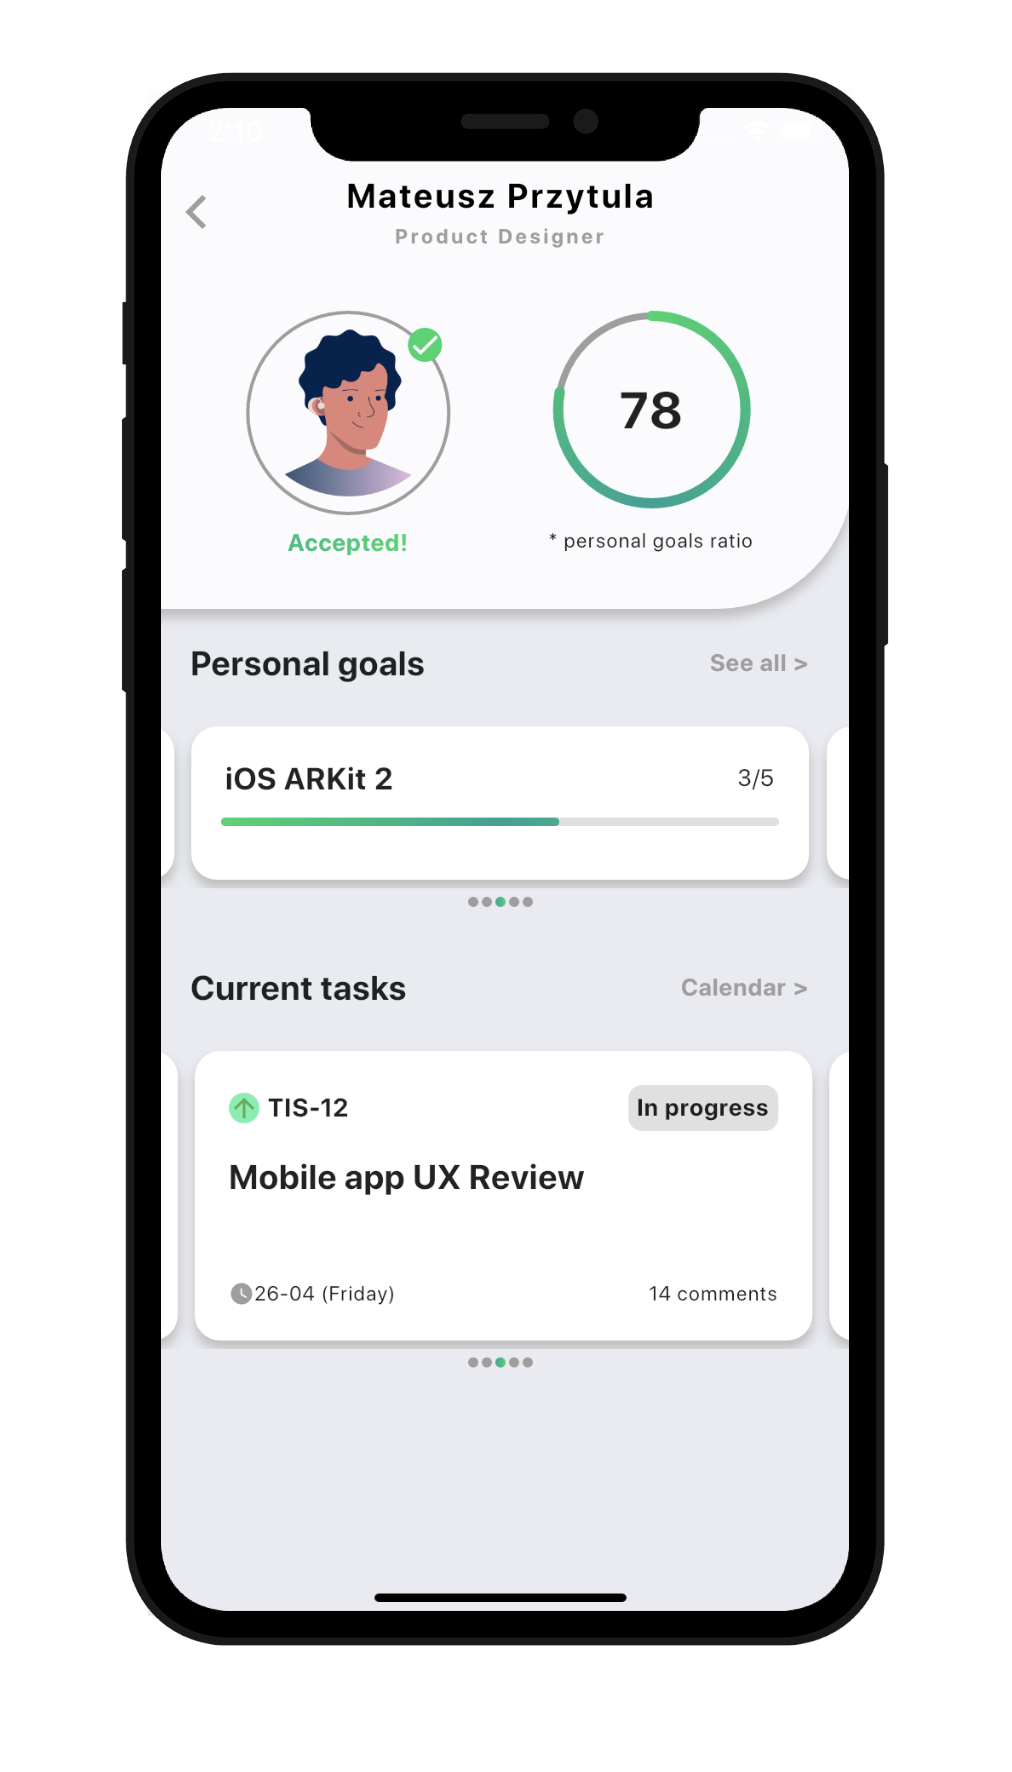 2:10
Mateusz Przytula
Product Designer
78
Accepted!
* personal goals ratio
Personal goals
See all >
iOS ARKit 2
3/5
Current tasks
Calendar >
TIS-12
In progress
Mobile app UX Review
26-04 (Friday)
14 comments